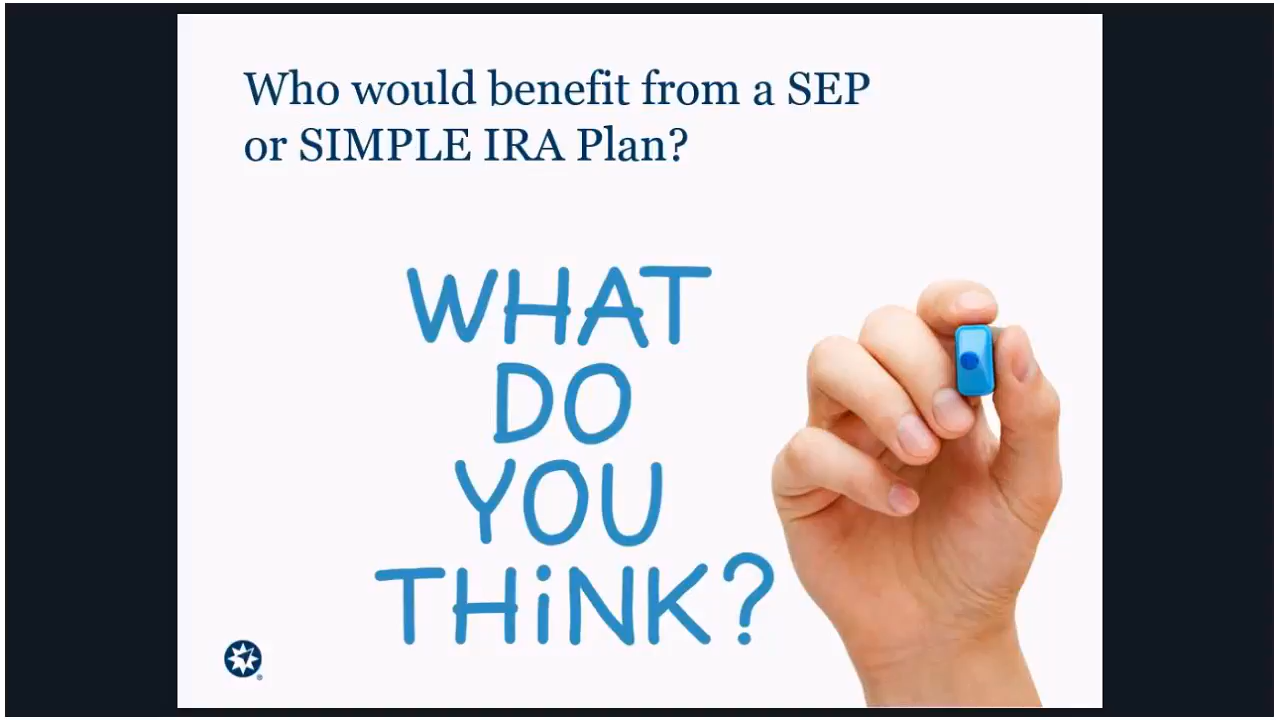 Who would benefit from a SEP
or SIMPLE IRA Plan?
WHAT
DO
YOU
THiNK?